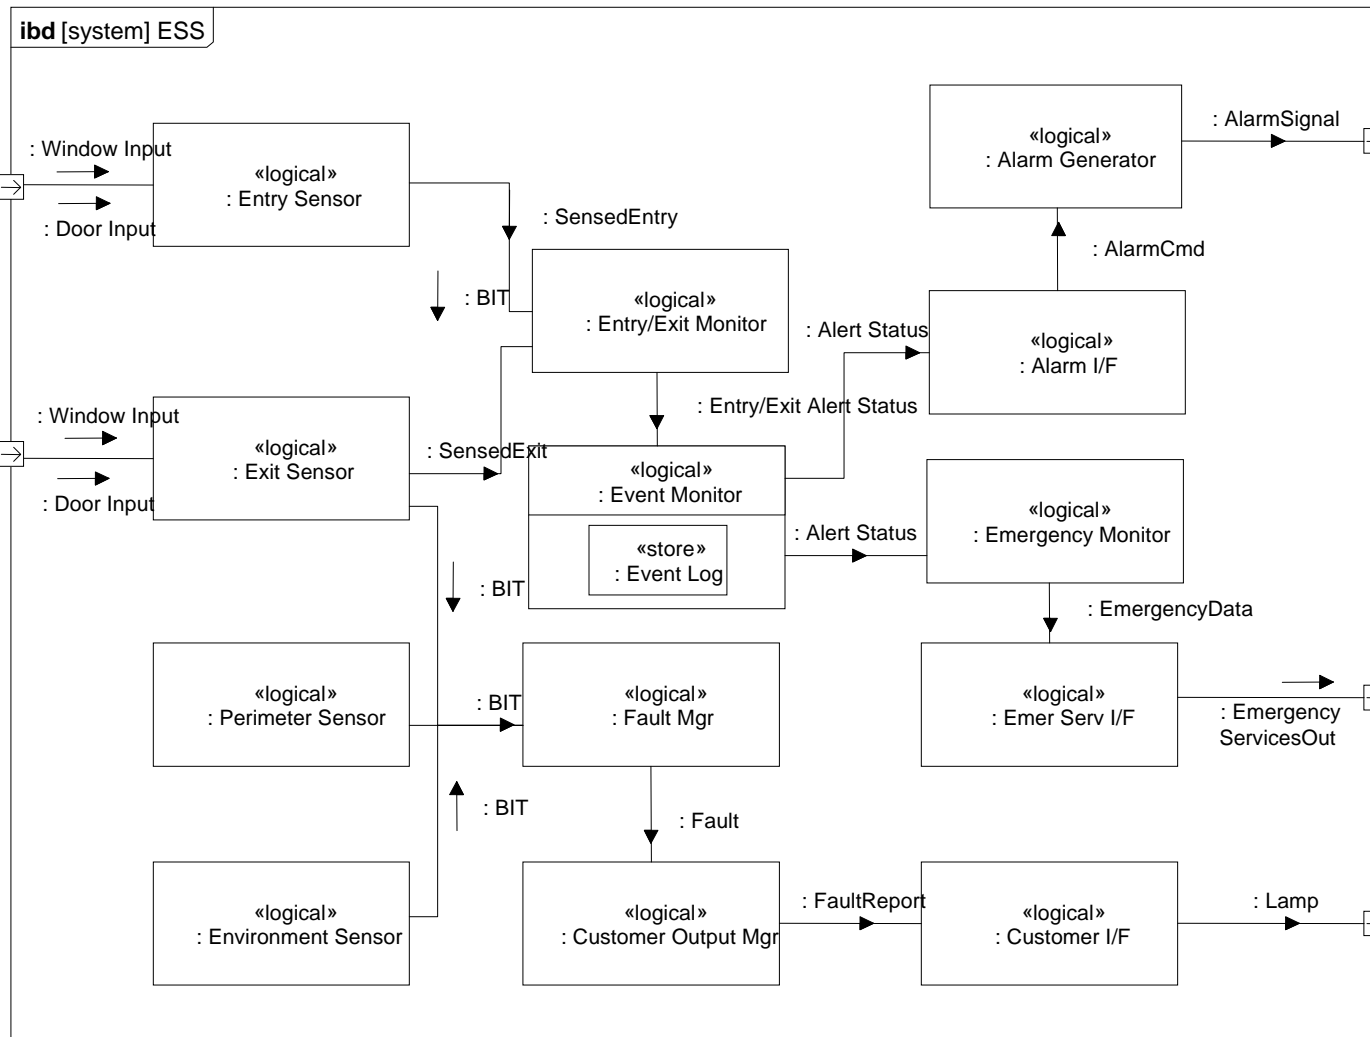 ibd [system] ESS
: Window Input
: Door Input
«logical»
: Entry Sensor
: SensedEntry
: BIT
«logical»
: Entry/Exit Monitor
«logical»
: Alarm Generator
: AlarmSignal
: AlarmCmd
: Alert Status
«logical»
: Alarm I/F
: Entry/Exit Alert Status
: Window Input
: Door Input
«logical»
: Exit Sensor
: SensedExit
«logical»
: Event Monitor
«store»
: Event Log
: Alert Status
«logical»
: Emergency Monitor
: BIT
: EmergencyData
«logical»
: Perimeter Sensor
: BIT
«logical»
: Fault Mgr
«logical»
: Emer Serv I/F
: Emergency
ServicesOut
: BIT
: Fault
«logical»
: Environment Sensor
«logical»
: Customer Output Mgr
: FaultReport
«logical»
: Customer I/F
: Lamp